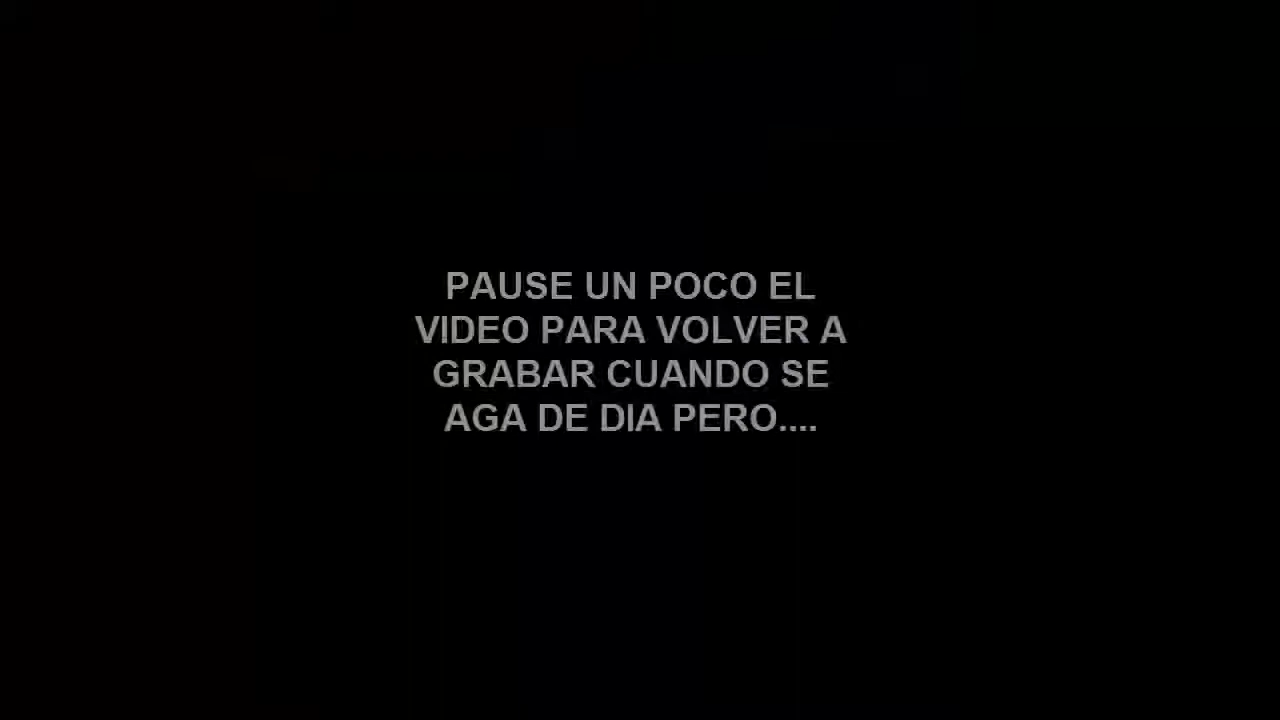 PAUSE UN POCO EL
VIDEO PARA VOLVER A
GRABAR CUANDO SE
AGA DE DIA PERO....